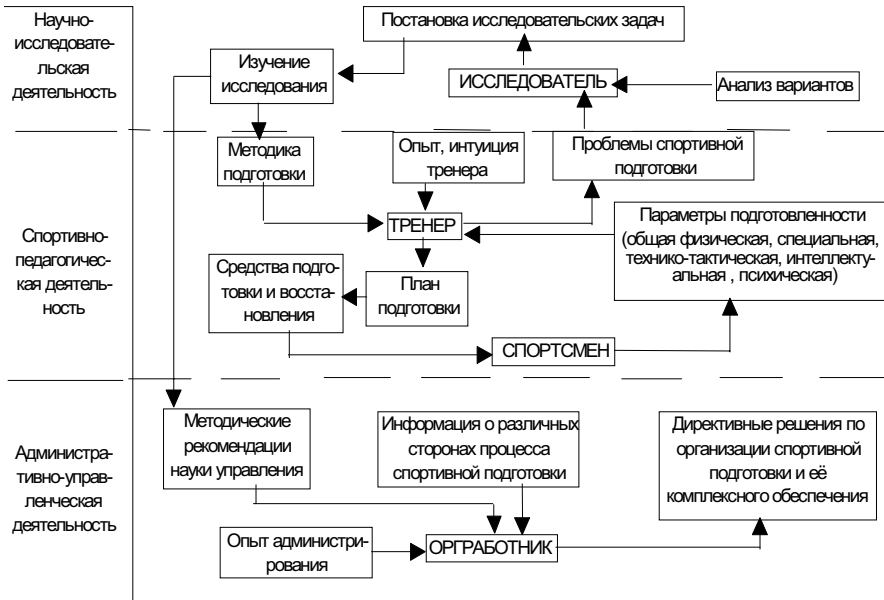 Научно-
исследовате-
льская
деятельность
Постановка исследовательских задач
Изучение
исследования
ИССЛЕДОВАТЕЛЬ
Анализ вариантов
Спортивно-
педагогичес-
кая деятель-
ность
Методика
подготовки
Опыт, интуиция
тренера
Проблемы спортивной
подготовки
ТРЕНЕР
Параметры подготовленности
(общая физическая, специальная,
технико-тактическая, интеллекту-
альная , психическая)
Средства подго-
товки и восста-
новления
План
подготовки
СПОРТСМЕН
Администра-
тивно-управ-
ленческая
деятельность
Методические
рекомендации
науки управления
Информация о различных
сторонах процесса
спортивной подготовки
Директивные решения по
организации спортивной
подготовки и её
комплексного обеспечения
Опыт администри-
рования
ОРГРАБОТНИК